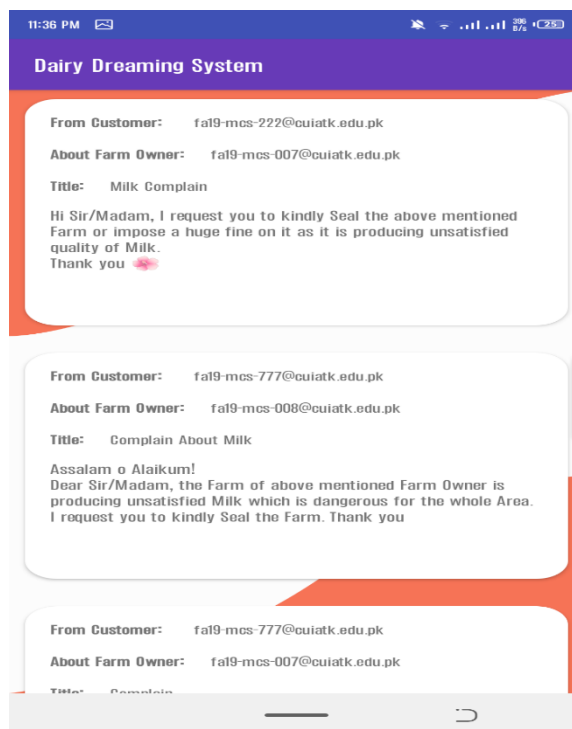 11:36 PM 396 B/s 25
Dairy Dreaming System
From Customer: fa19-mcs-222@cuiatk.edu.pk
About Farm Owner: fa19-mcs-007@cuiatk.edu.pk
Title: Milk Complain
Hi Sir/Madam, I request you to kindly Seal the above mentioned
Farm or impose a huge fine on it as it is producing unsatisfied
quality of Milk.
Thank you 🌸
From Customer: fa19-mcs-777@cuiatk.edu.pk
About Farm Owner: fa19-mcs-008@cuiatk.edu.pk
Title: Complain About Milk
Assalam o Alaikum!
Dear Sir/Madam, the Farm of above mentioned Farm Owner is
producing unsatisfied Milk which is dangerous for the whole Area.
I request you to kindly Seal the Farm. Thank you
From Customer: fa19-mcs-777@cuiatk.edu.pk
About Farm Owner: fa19-mcs-007@cuiatk.edu.pk
Title: Complain